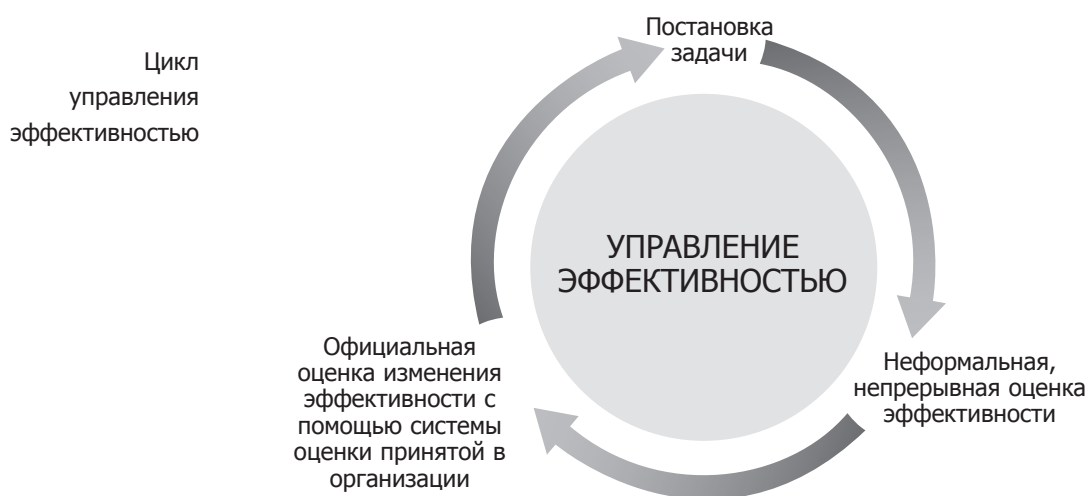 Цикл
управления
эффективностью
Постановка
задачи
УПРАВЛЕНИЕ
ЭФФЕКТИВНОСТЬЮ
Неформальная,
непрерывная оценка
эффективности
Официальная
оценка изменения
эффективности с
помощью системы
оценки принятой в
организации